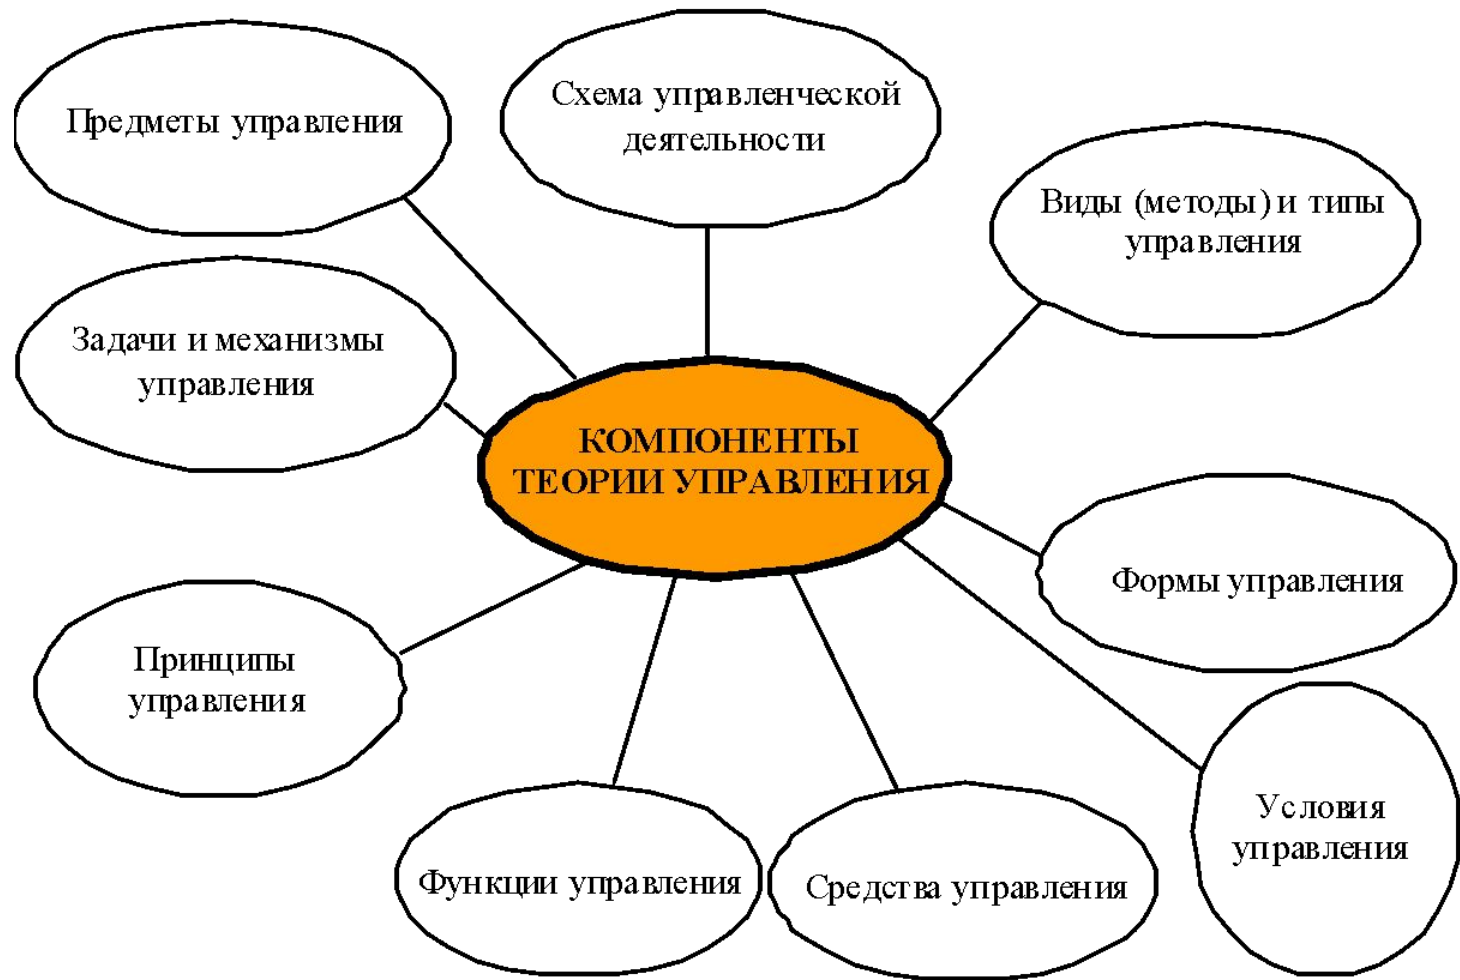 Схема управленческой
деятельности
Предметы управления
Виды (методы) и типы
управления
Задачи и механизмы
управления
КОМПОНЕНТЫ
ТЕОРИИ УПРАВЛЕНИЯ
Формы управления
Принципы
управления
Условия
управления
Функции управления
Средства управления